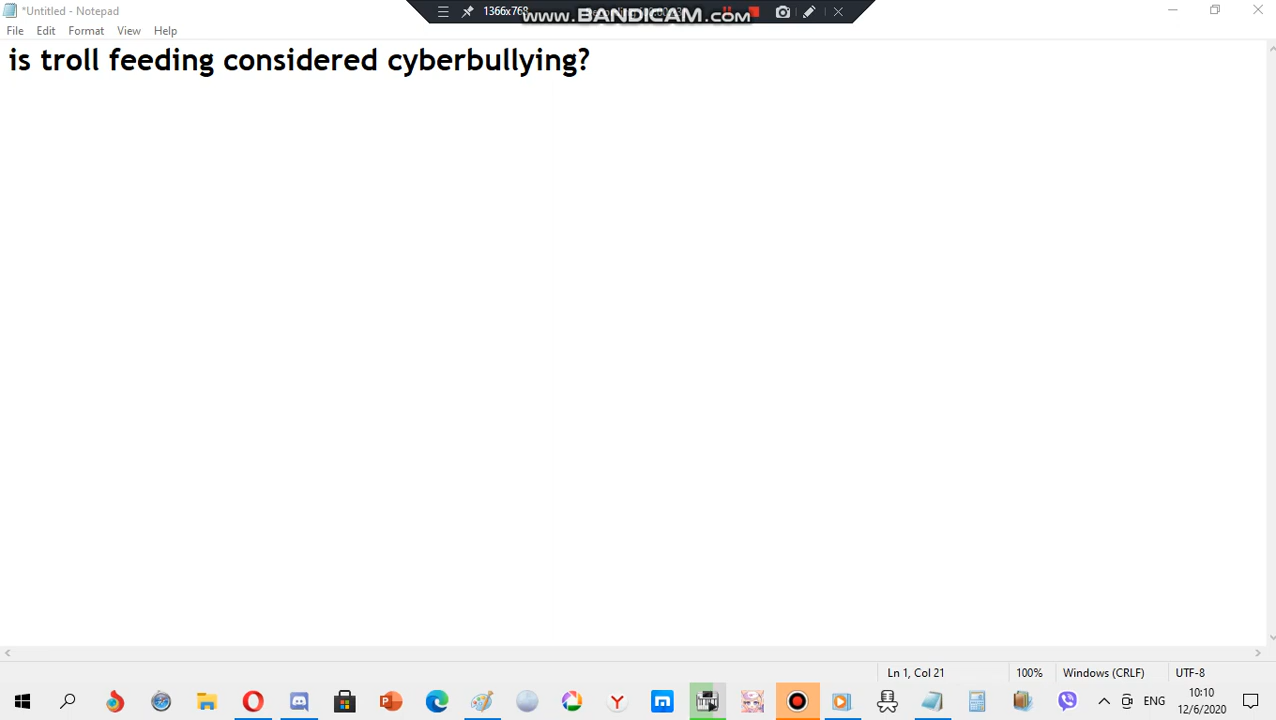 1366x768
www.BANDICAM.com
*Untitled - Notepad
File Edit Format View Help
is troll feeding considered cyberbullying?
Ln 1, Col 21 100% Windows (CRLF) UTF-8
ENG
10:10
12/6/2020